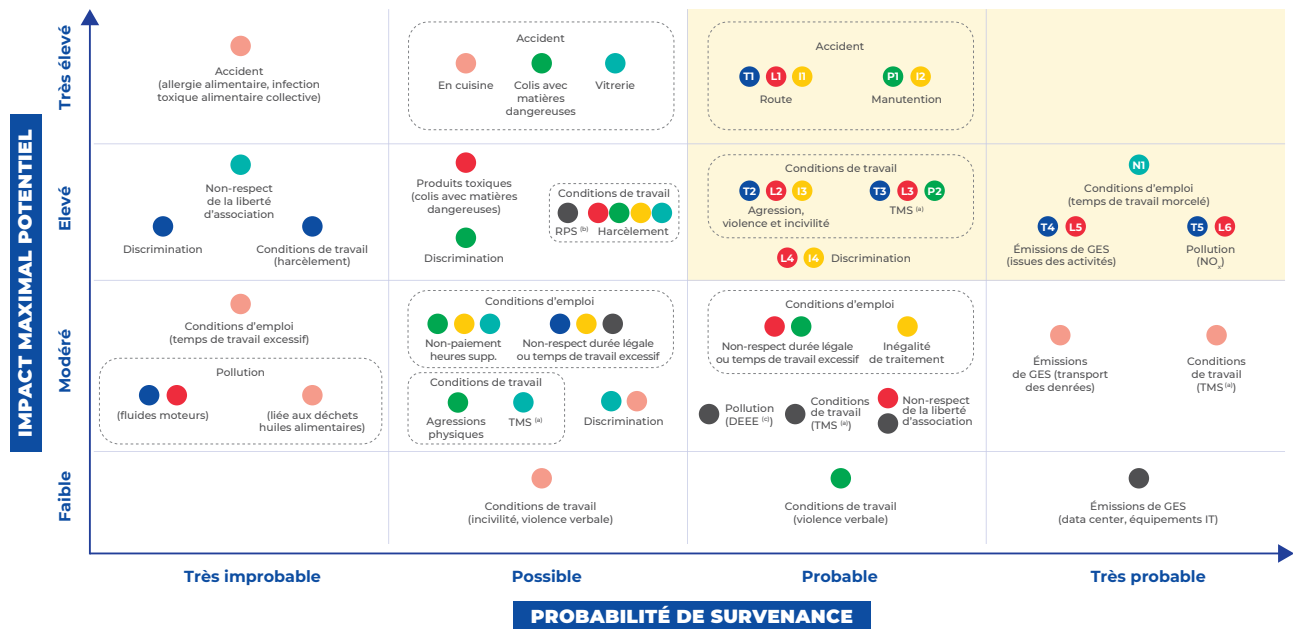 IMPACT MAXIMAL POTENTIEL
Très élevé
Accident
(allergie alimentaire, infection
toxique alimentaire collective)
Accident
En cuisine
Colis avec
matières
dangereuses
Vitrerie
Accident
T1 L1 I1
Route
P1 I2
Manutention
Elevé
Non-respect
de la liberté
d'association
Discrimination
Conditions de travail
(harcèlement)
Produits toxiques
(colis avec matières
dangereuses)
Conditions de travail
RPS (b) Harcèlement
Discrimination
Conditions de travail
T2 L2 I3
Agression,
violence et incivilité
T3 L3 P2
TMS (a)
L4 I4 Discrimination
N1
Conditions d'emploi
(temps de travail morcelé)
T4 L5
Émissions de GES
(issues des activités)
T5 L6
Pollution
(NOx)
Modéré
Conditions d'emploi
(temps de travail excessif)
Pollution
(fluides moteurs)
(liée aux déchets
huiles alimentaires)
Conditions d'emploi
Non-paiement
heures supp.
Non-respect durée légale
ou temps de travail excessif
Conditions de travail
Agressions
physiques
TMS (a)
Discrimination
Conditions d'emploi
Non-respect durée légale
ou temps de travail excessif
Inégalité
de traitement
Pollution
(DEEE (c))
Conditions
de travail
(TMS (a))
Non-respect
de la liberté
d'association
Émissions
de GES (transport
des denrées)
Conditions
de travail
(TMS (a))
Faible
Conditions de travail
(incivilité, violence verbale)
Conditions de travail
(violence verbale)
Émissions de GES
(data center, équipements IT)
Très improbable
Possible
Probable
Très probable
PROBABILITÉ DE SURVENANCE